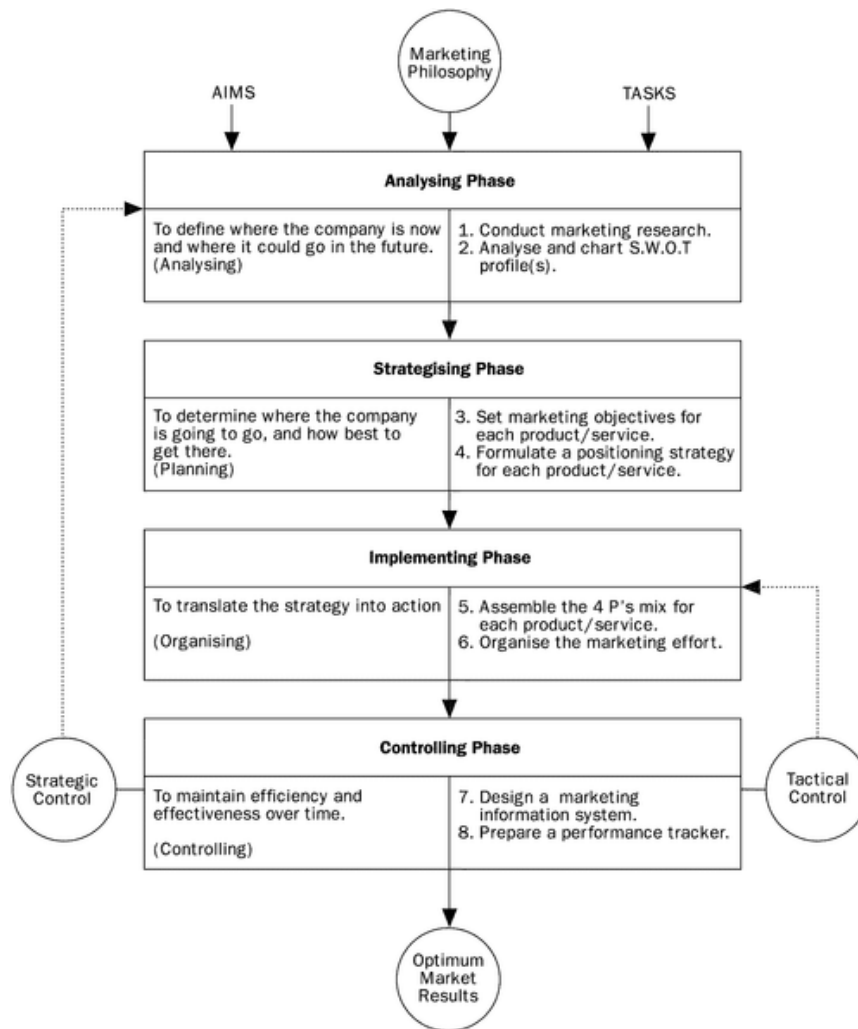 Marketing
Philosophy
AIMS
TASKS
Analysing Phase
To define where the company is now
and where it could go in the future.
(Analysing)
1. Conduct marketing research.
2. Analyse and chart S.W.O.T
profile(s).
Strategising Phase
To determine where the company
is going to go, and how best to
get there.
(Planning)
3. Set marketing objectives for
each product/service.
4. Formulate a positioning strategy
for each product/service.
Implementing Phase
To translate the strategy into action
(Organising)
5. Assemble the 4 P's mix for
each product/service.
6. Organise the marketing effort.
Controlling Phase
Strategic
Control
To maintain efficiency and
effectiveness over time.
(Controlling)
7. Design a marketing
information system.
8. Prepare a performance tracker.
Tactical
Control
Optimum
Market
Results